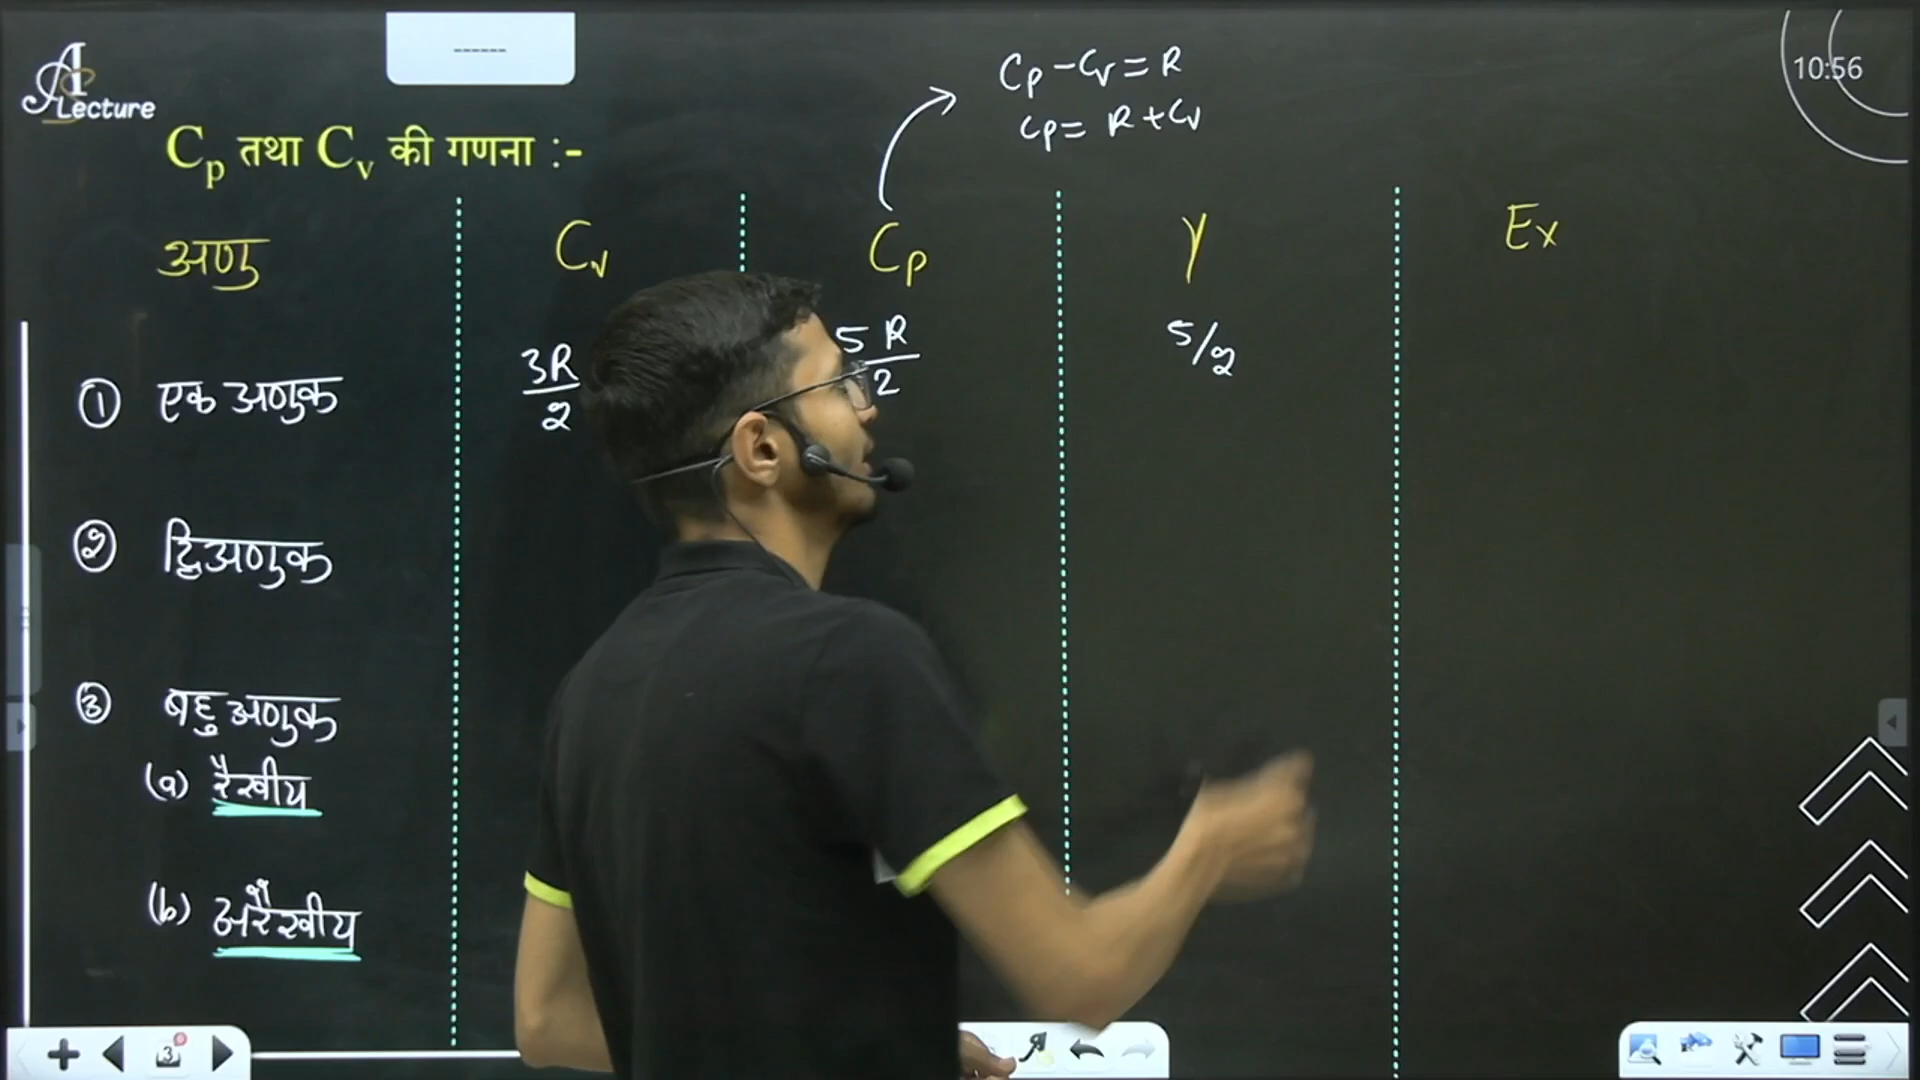 A
Lecture
------
10:56
Cp - Cv = R
Cp = R + Cv
Cp तथा Cv की गणना :-
अणु Cv Cp γ Ex
① एक अणुक 3R/2 5R/2 5/2
② द्विअणुक
③ बहु अणुक
(a) रैखीय
(b) अरैखीय
3